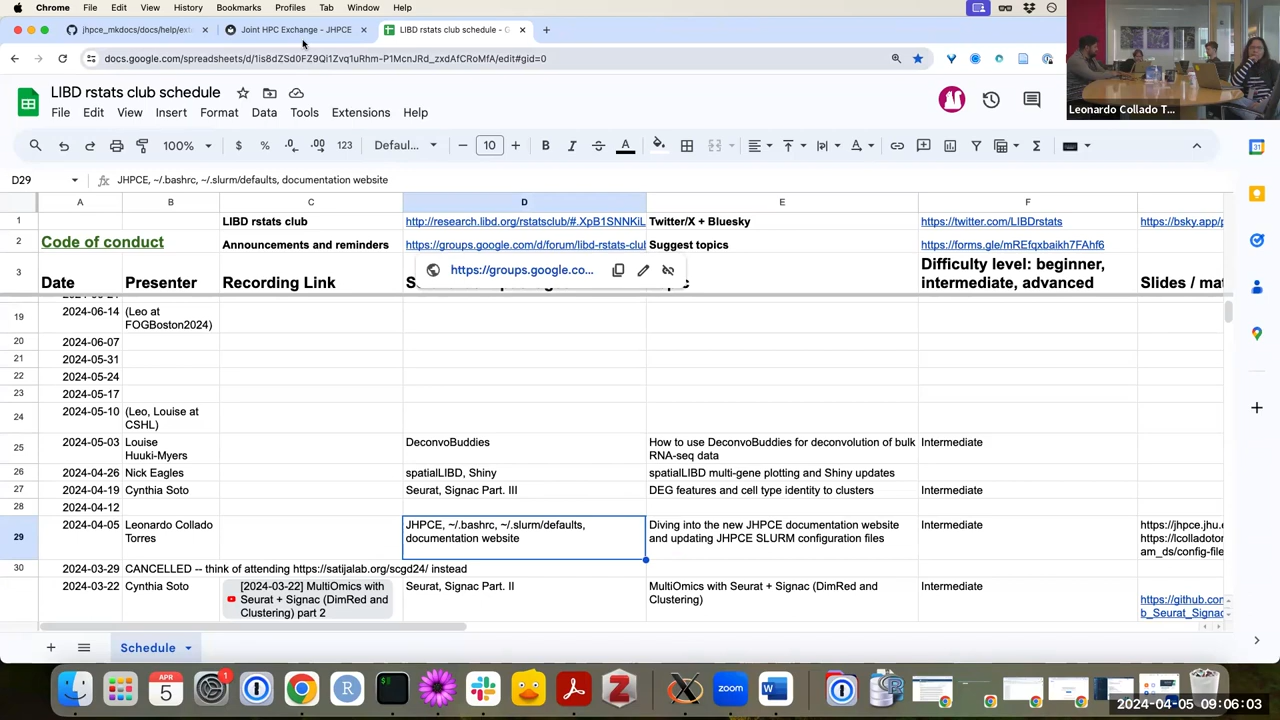 Chrome File Edit View History Bookmarks Profiles Tab Window Help
jhpce_mkdocs/docs/help/ext
Joint HPC Exchange - JHPCE
LIBD rstats club schedule - G
docs.google.com/spreadsheets/d/1is8dZSd0FZ9Ql1Zvq1uRhm-P1McnJRd_zxdAfCRoMfA/edit#gid=0
LIBD rstats club schedule
File Edit View Insert Format Data Tools Extensions Help
100% $ % .0 .00 123 Defaul... 10 B I A
D29 fx JHPCE, ~/.bashrc, ~/.slurm/defaults, documentation website
A B C D E F
1 LIBD rstats club http://research.libd.org/rstatsclub/#.XpB1SNNKiL Twitter/X + Bluesky https://twitter.com/LIBDrstats https://bsky.app/p
2 Code of conduct Announcements and reminders https://groups.google.com/d/forum/libd-rstats-clul Suggest topics https://forms.gle/mREfqxbaikh7FAhf6
https://groups.google.co...
3 Date Presenter Recording Link Difficulty level: beginner,
intermediate, advanced Slides / mat
19 2024-06-14 (Leo at
FOGBoston2024)
20 2024-06-07
21 2024-05-31
22 2024-05-24
23 2024-05-17
24 2024-05-10 (Leo, Louise at
CSHL)
25 2024-05-03 Louise
Huuki-Myers DeconvoBuddies How to use DeconvoBuddies for deconvolution of bulk
RNA-seq data Intermediate
26 2024-04-26 Nick Eagles spatialLIBD, Shiny spatialLIBD multi-gene plotting and Shiny updates
27 2024-04-19 Cynthia Soto Seurat, Signac Part. III DEG features and cell type identity to clusters Intermediate
28 2024-04-12
29 2024-04-05 Leonardo Collado
Torres JHPCE, ~/.bashrc, ~/.slurm/defaults,
documentation website Diving into the new JHPCE documentation website
and updating JHPCE SLURM configuration files Intermediate https://jhpce.jhu.e
https://lcolladotor
am_ds/config-file
30 2024-03-29 CANCELLED -- think of attending https://satijalab.org/scgd24/ instead
2024-03-22 Cynthia Soto [2024-03-22] MultiOmics with
Seurat + Signac (DimRed and
Clustering) part 2 Seurat, Signac Part. II MultiOmics with Seurat + Signac (DimRed and
Clustering) Intermediate
https://github.con
b_Seurat_Signac
Schedule
APR
5
1
zoom
Leonardo Collado T...
2024-04-05 09:06:03